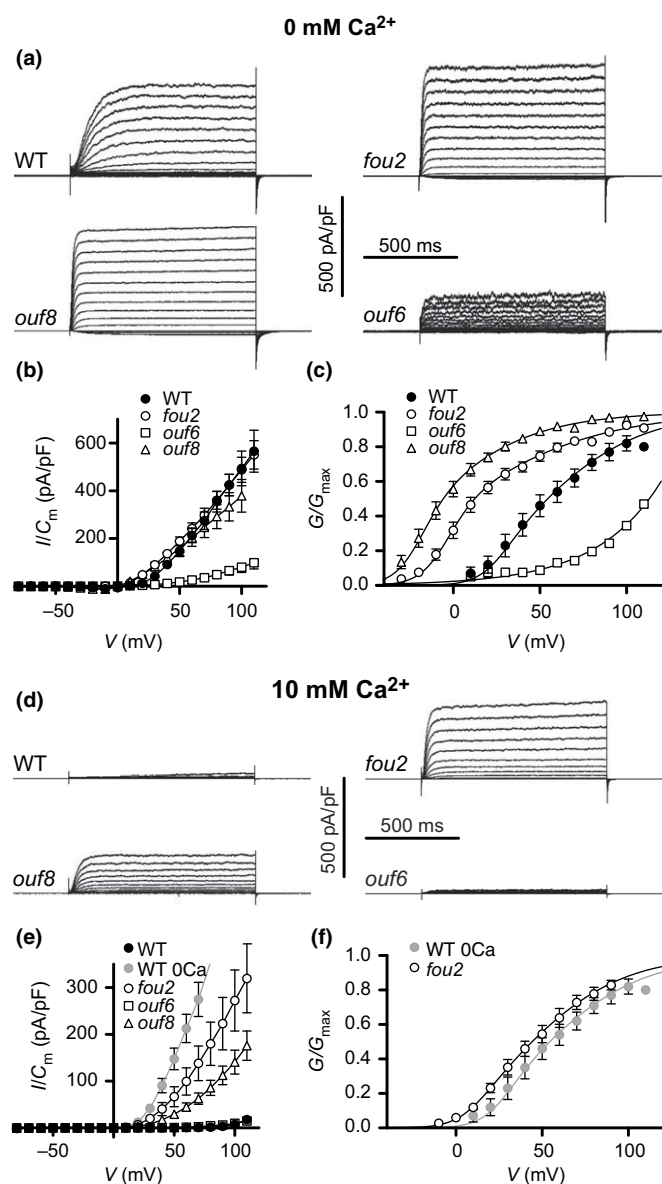 0 mM Ca²⁺
(a)
WT
fou2
500 pA/pF
500 ms
ouf8
ouf6
(b)
WT
fou2
ouf6
ouf8
600
400
200
I/Cm (pA/pF)
−50
50
100
V (mV)
(c)
WT
fou2
ouf6
ouf8
1.0
0.8
0.6
0.4
0.2
0.0
G/Gmax
0
50
100
V (mV)
10 mM Ca²⁺
(d)
WT
fou2
500 pA/pF
500 ms
ouf8
ouf6
(e)
WT
WT 0Ca
fou2
ouf6
ouf8
300
200
100
I/Cm (pA/pF)
−50
50
100
V (mV)
(f)
WT 0Ca
fou2
1.0
0.8
0.6
0.4
0.2
0.0
G/Gmax
0
50
100
V (mV)